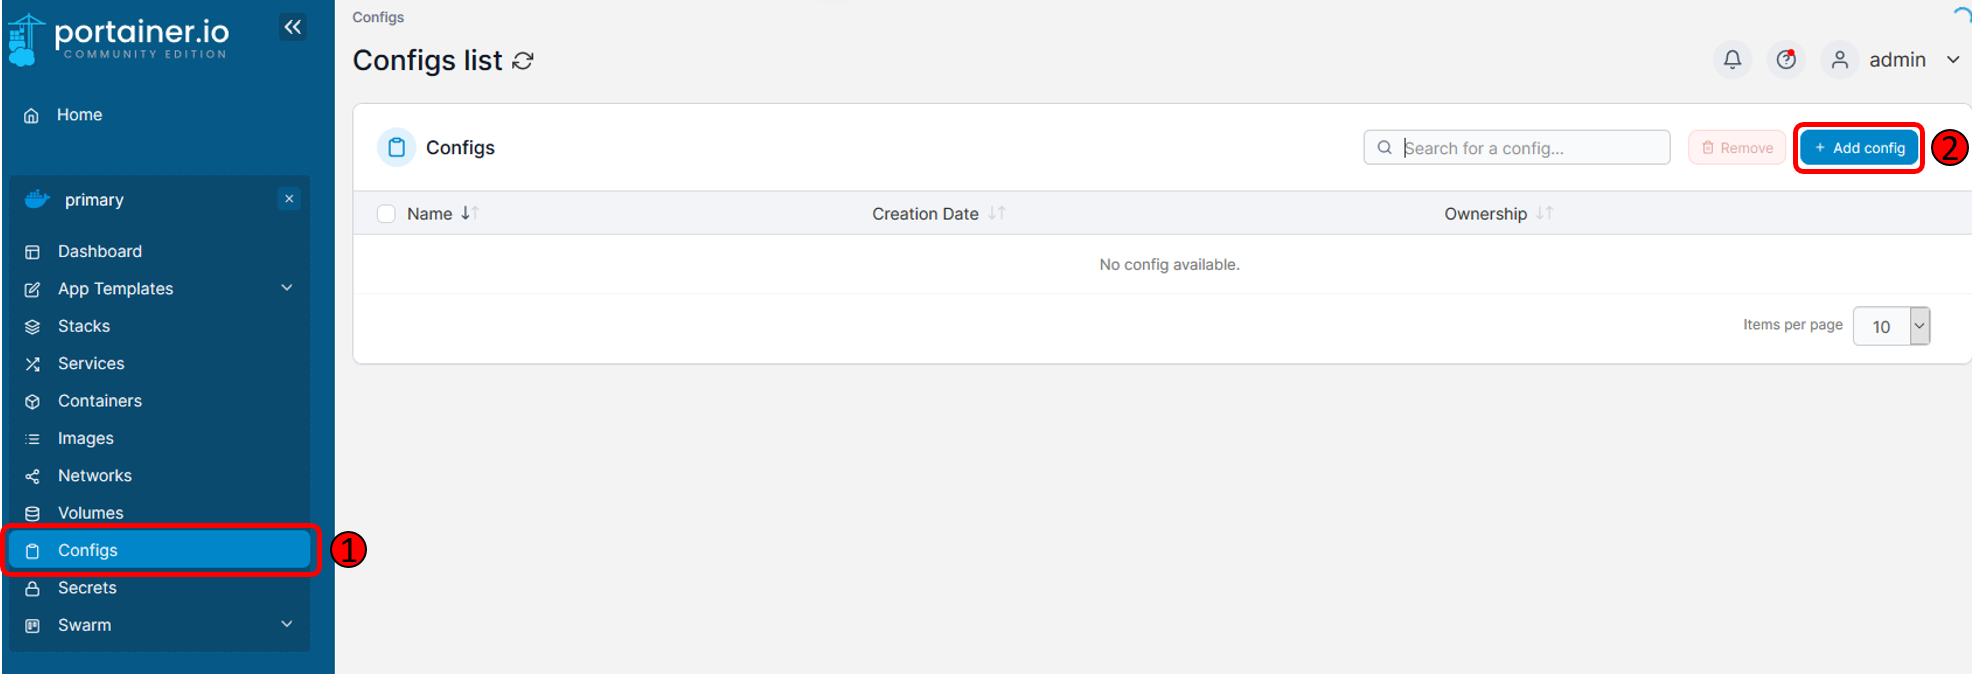 portainer.io
COMMUNITY EDITION
Home
primary
Dashboard
App Templates
Stacks
Services
Containers
Images
Networks
Volumes
Configs
1
Secrets
Swarm
Configs
Configs list
admin
Configs
Search for a config...
Remove
+ Add config
2
Name
Creation Date
Ownership
No config available.
Items per page
10